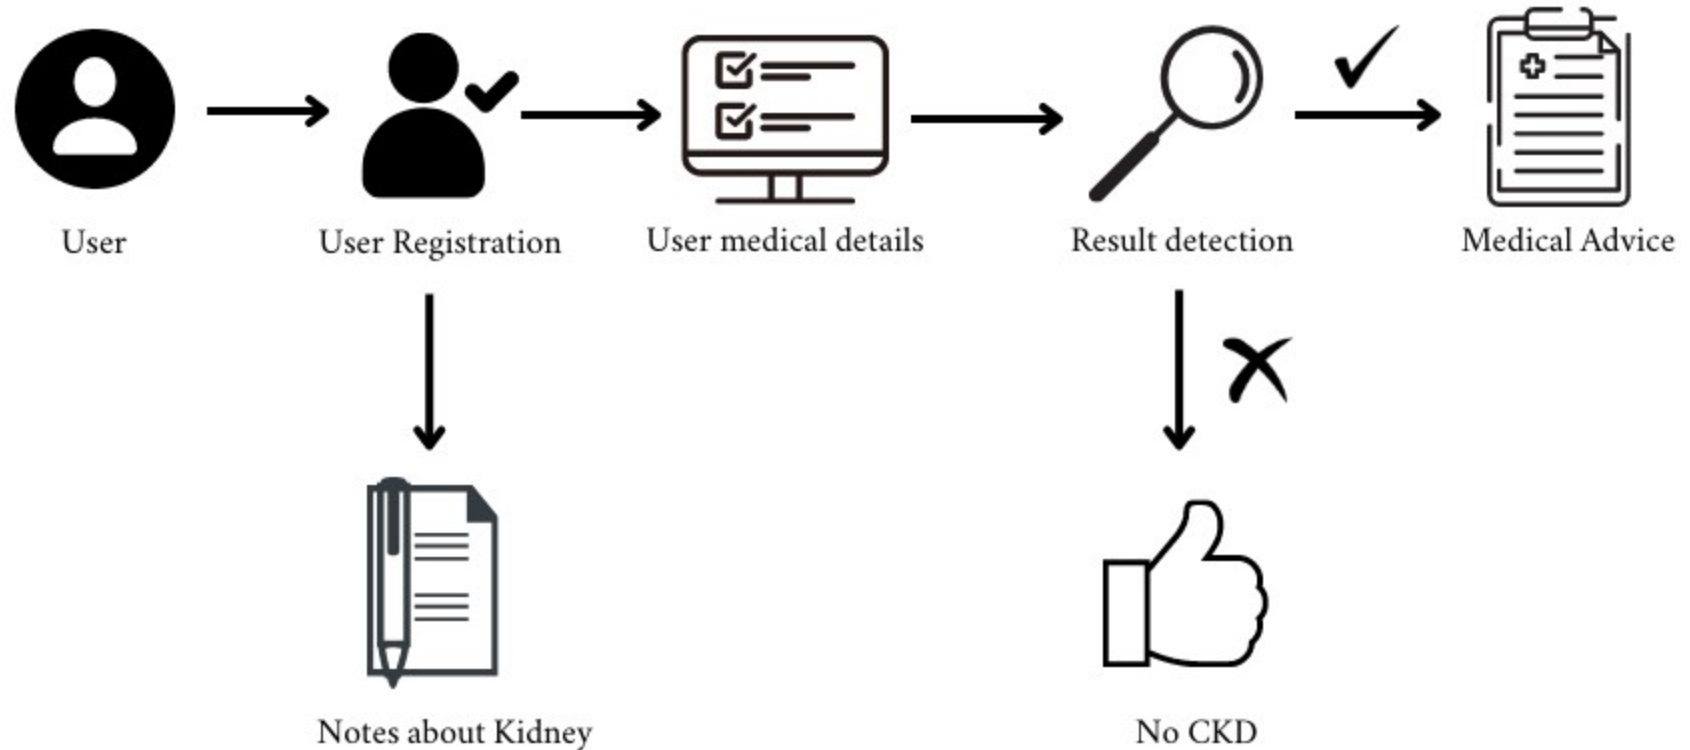 User
User Registration
User medical details
Result detection
Medical Advice
Notes about Kidney
No CKD